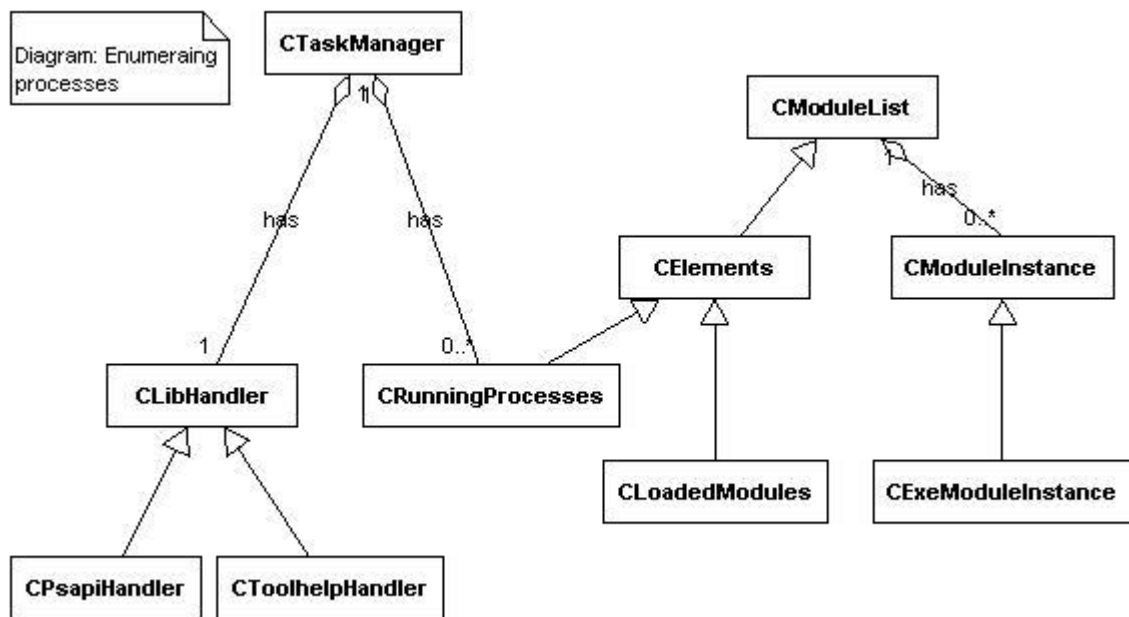 Diagram: Enumeraing
processes
CTaskManager
1
1
CModuleList
1
has
0..*
has
has
CElements
CModuleInstance
1
0..*
CLibHandler
CRunningProcesses
CLoadedModules
CExeModuleInstance
CPsapiHandler
CToolhelpHandler